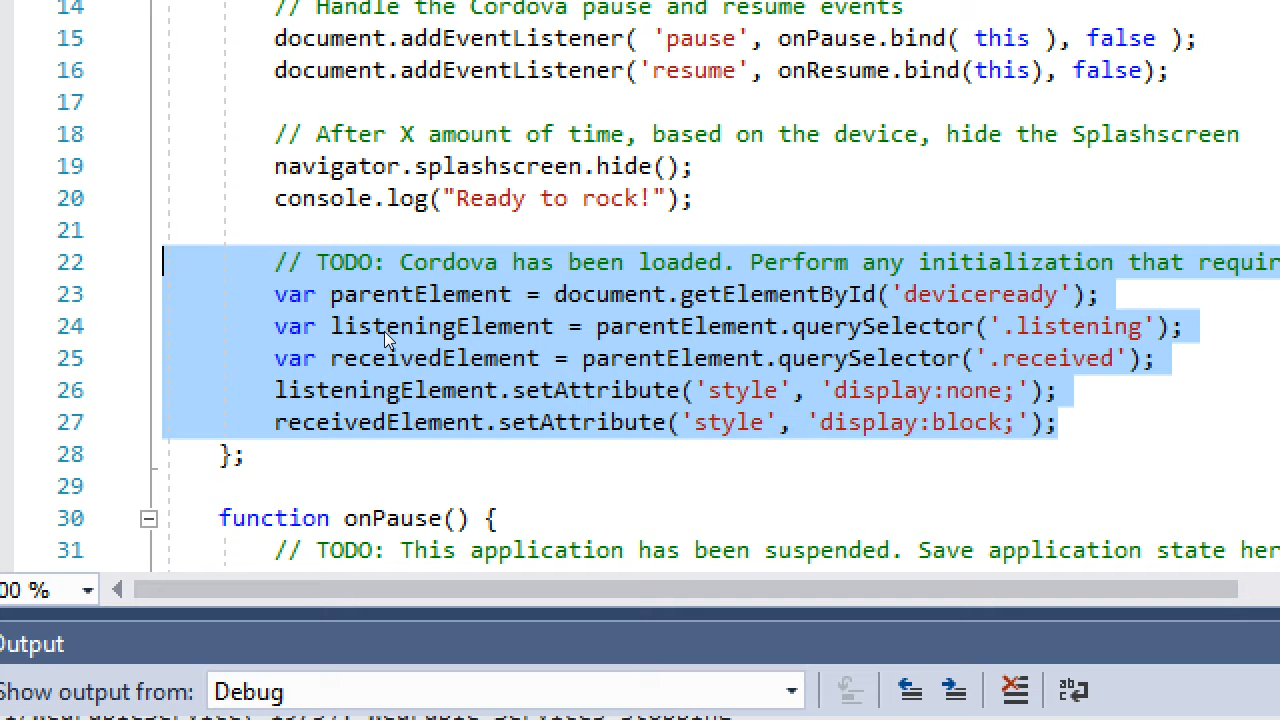 14 // Handle the Cordova pause and resume events
15 document.addEventListener( 'pause', onPause.bind( this ), false );
16 document.addEventListener('resume', onResume.bind(this), false);
17
18 // After X amount of time, based on the device, hide the Splashscreen
19 navigator.splashscreen.hide();
20 console.log("Ready to rock!");
21
22 // TODO: Cordova has been loaded. Perform any initialization that requir
23 var parentElement = document.getElementById('deviceready');
24 var listeningElement = parentElement.querySelector('.listening');
25 var receivedElement = parentElement.querySelector('.received');
26 listeningElement.setAttribute('style', 'display:none;');
27 receivedElement.setAttribute('style', 'display:block;');
28 };
29
30 function onPause() {
31 // TODO: This application has been suspended. Save application state her
00 %
Output
Show output from: Debug